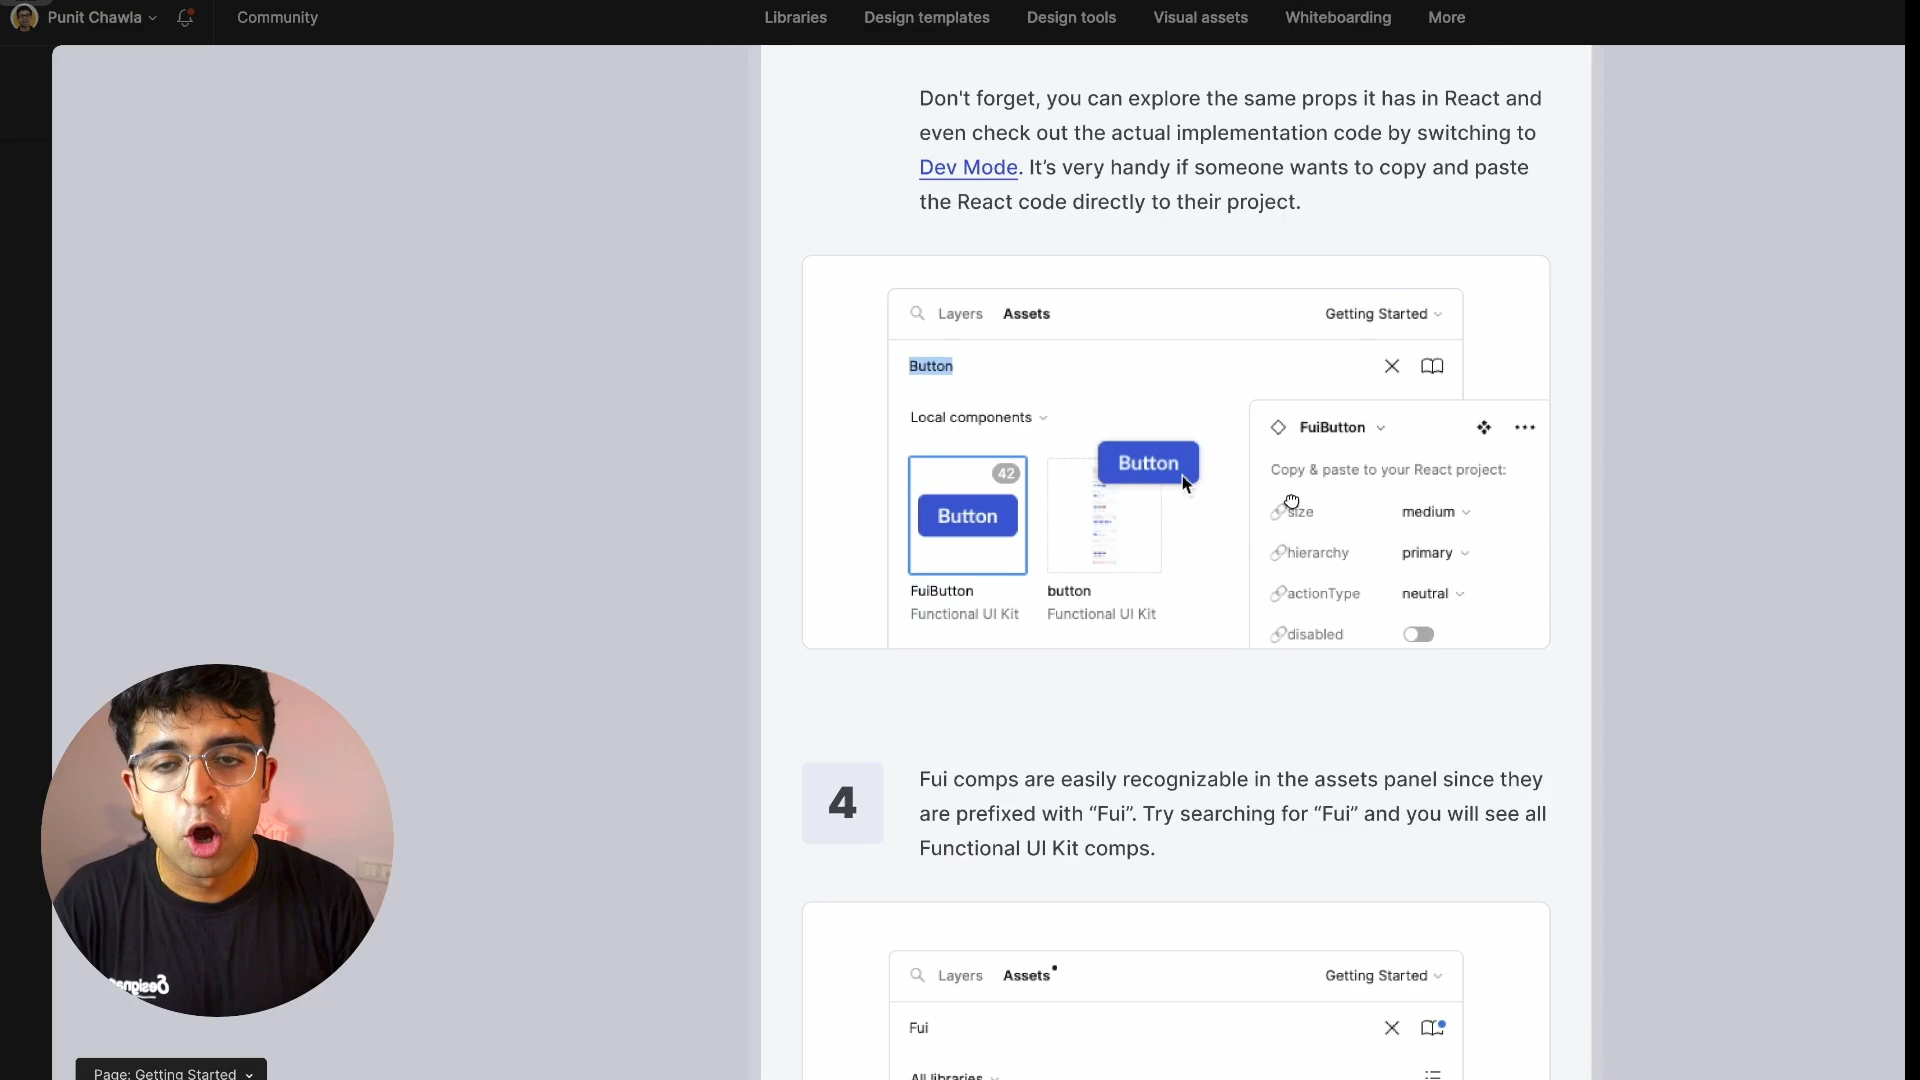 Punit Chawla
Community
Libraries
Design templates
Design tools
Visual assets
Whiteboarding
More
Don't forget, you can explore the same props it has in React and
even check out the actual implementation code by switching to
Dev Mode. It’s very handy if someone wants to copy and paste
the React code directly to their project.
Layers Assets
Getting Started
Button
Local components
42
Button
FuiButton
Functional UI Kit
Button
button
Functional UI Kit
FuiButton
Copy & paste to your React project:
size medium
hierarchy primary
actionType neutral
disabled
4
Fui comps are easily recognizable in the assets panel since they
are prefixed with “Fui”. Try searching for “Fui” and you will see all
Functional UI Kit comps.
Layers Assets
Getting Started
Fui
All libraries
Page: Getting Started